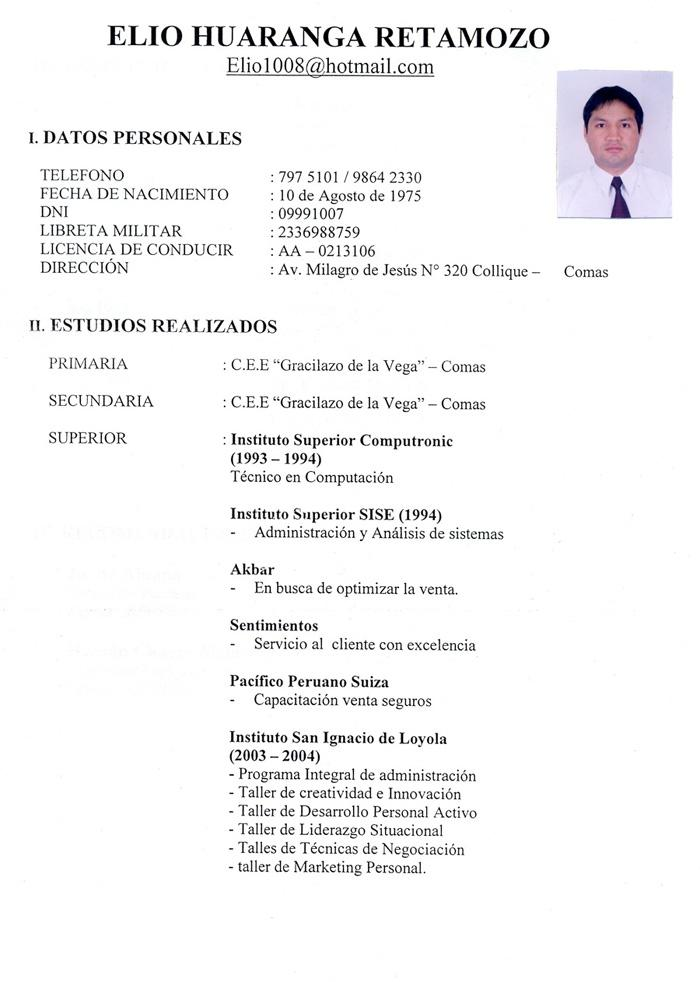 ELIO HUARANGA RETAMOZO
Elio1008@hotmail.com
I. DATOS PERSONALES
TELEFONO : 797 5101 / 9864 2330
FECHA DE NACIMIENTO : 10 de Agosto de 1975
DNI : 09991007
LIBRETA MILITAR : 2336988759
LICENCIA DE CONDUCIR : AA – 0213106
DIRECCIÓN : Av. Milagro de Jesús N° 320 Collique – Comas
II. ESTUDIOS REALIZADOS
PRIMARIA : C.E.E “Gracilazo de la Vega” – Comas
SECUNDARIA : C.E.E “Gracilazo de la Vega” – Comas
SUPERIOR : Instituto Superior Computronic
(1993 – 1994)
Técnico en Computación
Instituto Superior SISE (1994)
- Administración y Análisis de sistemas
Akbar
- En busca de optimizar la venta.
Sentimientos
- Servicio al cliente con excelencia
Pacífico Peruano Suiza
- Capacitación venta seguros
Instituto San Ignacio de Loyola
(2003 – 2004)
- Programa Integral de administración
- Taller de creatividad e Innovación
- Taller de Desarrollo Personal Activo
- Taller de Liderazgo Situacional
- Talles de Técnicas de Negociación
- taller de Marketing Personal.